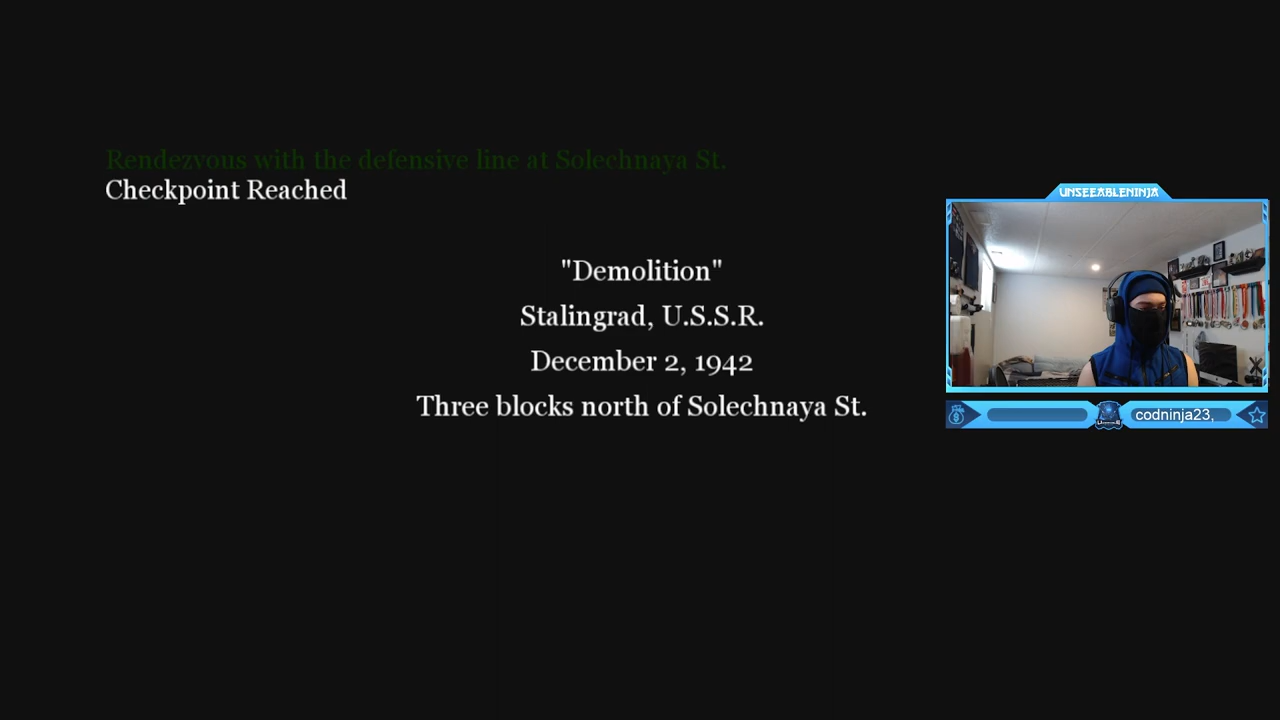 Rendezvous with the defensive line at Solechnaya St.
Checkpoint Reached
"Demolition"
Stalingrad, U.S.S.R.
December 2, 1942
Three blocks north of Solechnaya St.
UNSEEABLENINJA
codninja23,